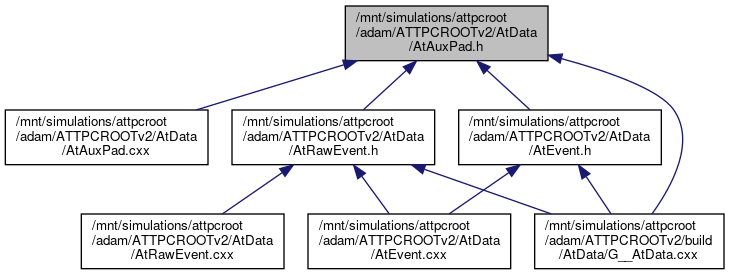 /mnt/simulations/attpcroot
/adam/ATTPCROOTv2/AtData
/AtAuxPad.h
/mnt/simulations/attpcroot
/adam/ATTPCROOTv2/AtData
/AtAuxPad.cxx
/mnt/simulations/attpcroot
/adam/ATTPCROOTv2/AtData
/AtRawEvent.h
/mnt/simulations/attpcroot
/adam/ATTPCROOTv2/AtData
/AtEvent.h
/mnt/simulations/attpcroot
/adam/ATTPCROOTv2/AtData
/AtRawEvent.cxx
/mnt/simulations/attpcroot
/adam/ATTPCROOTv2/AtData
/AtEvent.cxx
/mnt/simulations/attpcroot
/adam/ATTPCROOTv2/build
/AtData/G__AtData.cxx